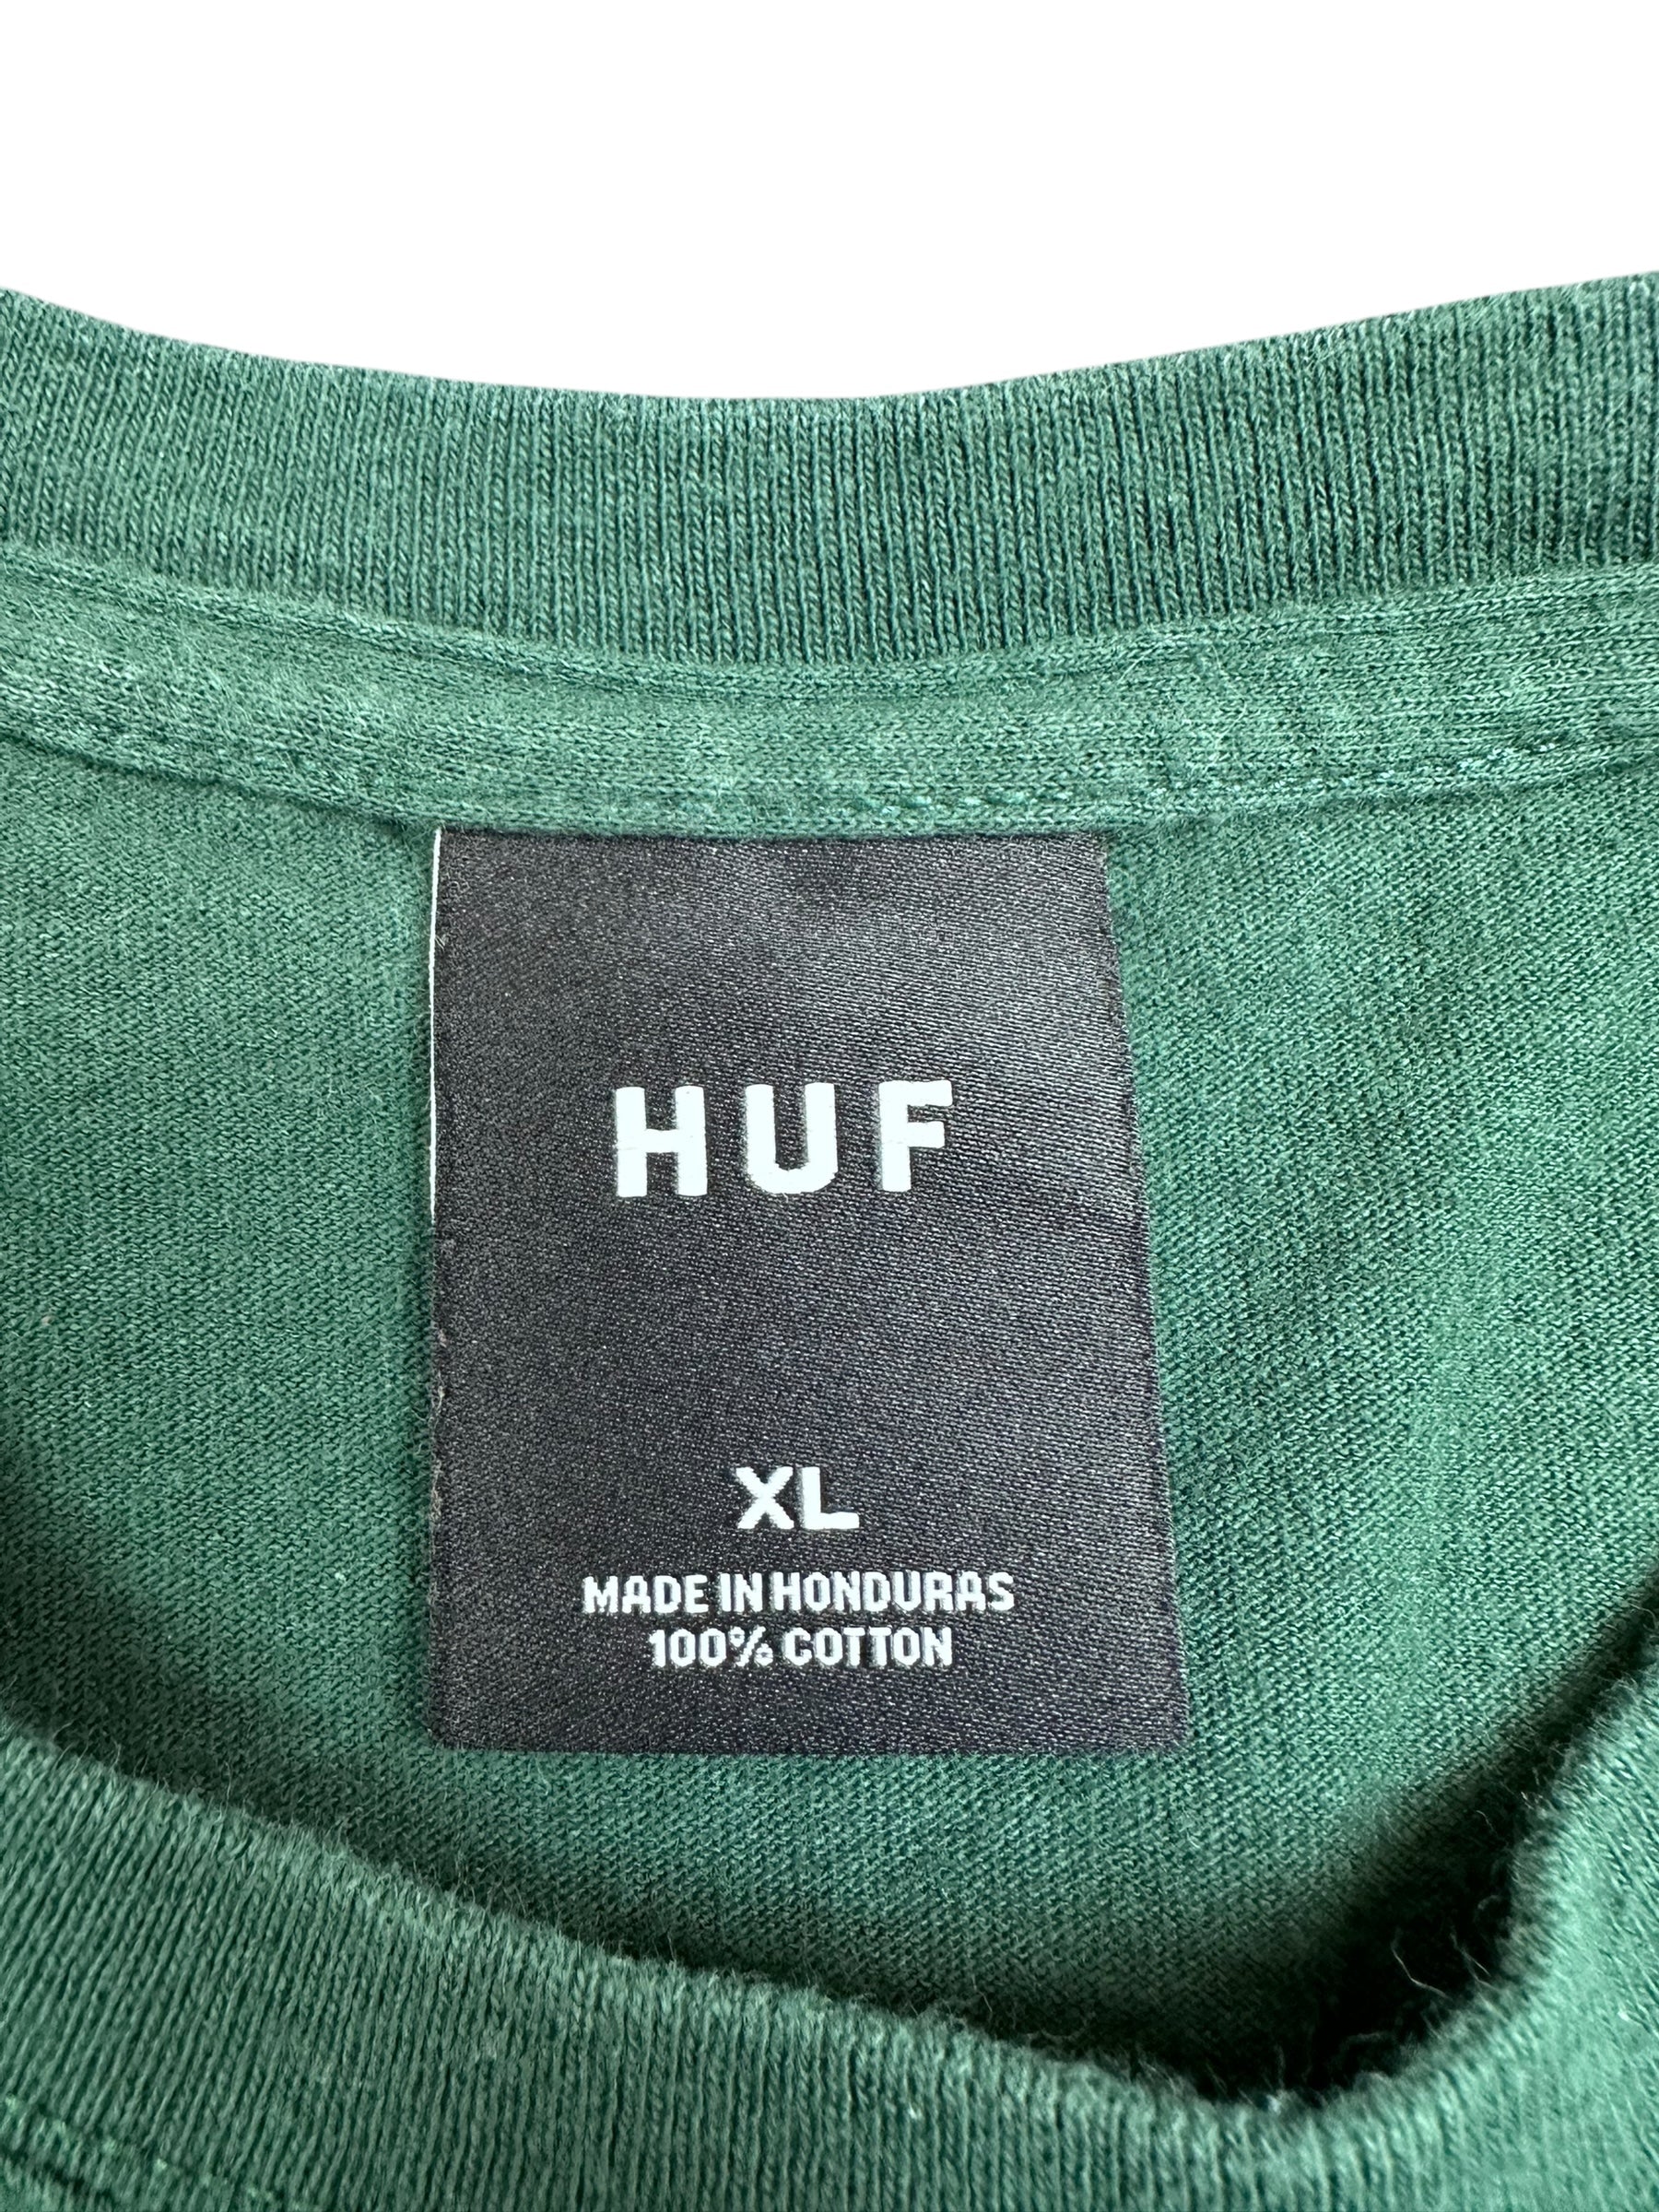 HUF
XL
MADE IN HONDURAS
100% COTTON